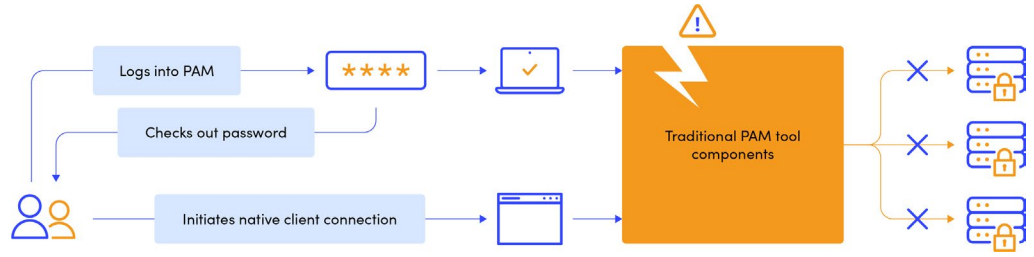 Logs into PAM
****
Checks out password
Traditional PAM tool
components
Initiates native client connection